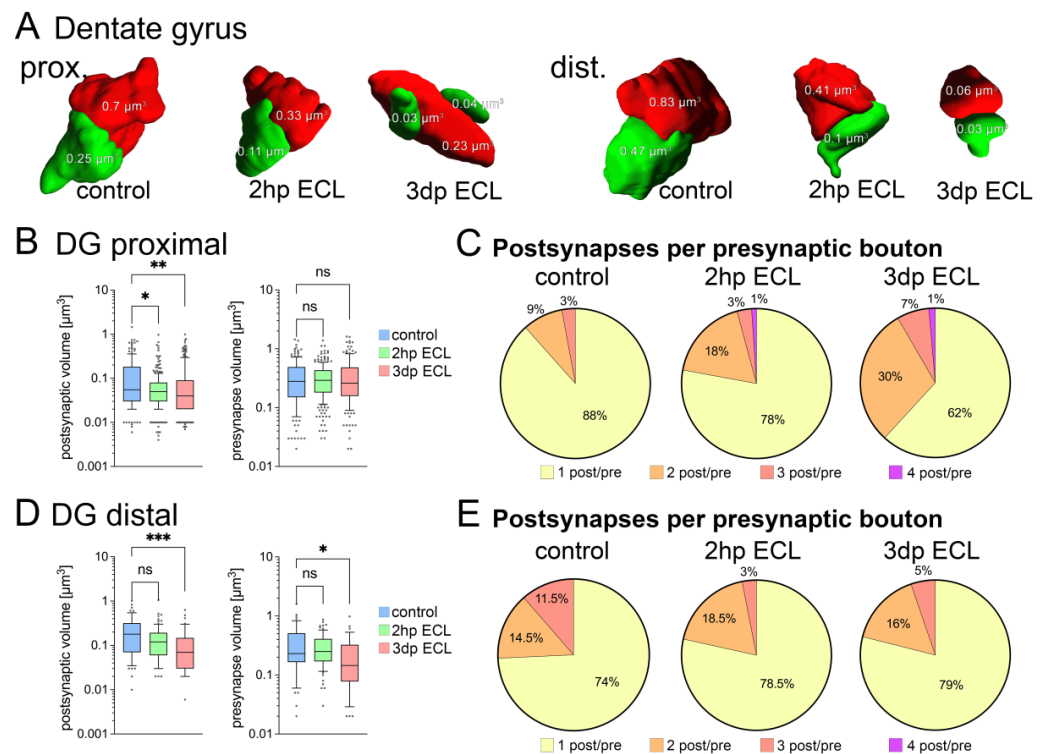 A Dentate gyrus
prox.
0.7 µm³
0.25 µm³
control
0.33 µm³
0.11 µm³
2hp ECL
0.04 µm³
0.03 µm³
0.23 µm³
3dp ECL
dist.
0.83 µm³
0.47 µm³
control
0.41 µm³
0.1 µm³
2hp ECL
0.06 µm³
0.03 µm³
3dp ECL
B DG proximal
postsynaptic volume [µm³]
10
1
0.1
0.01
0.001
**
*
presynapse volume [µm³]
10
1
0.1
0.01
ns
ns
control
2hp ECL
3dp ECL
C Postsynapses per presynaptic bouton
control
9%
3%
88%
2hp ECL
3%
1%
18%
78%
3dp ECL
7%
1%
30%
62%
1 post/pre
2 post/pre
3 post/pre
4 post/pre
D DG distal
postsynaptic volume [µm³]
10
1
0.1
0.01
0.001
***
ns
presynapse volume [µm³]
10
1
0.1
0.01
*
ns
control
2hp ECL
3dp ECL
E Postsynapses per presynaptic bouton
control
11.5%
14.5%
74%
2hp ECL
3%
18.5%
78.5%
3dp ECL
5%
16%
79%
1 post/pre
2 post/pre
3 post/pre
4 post/pre